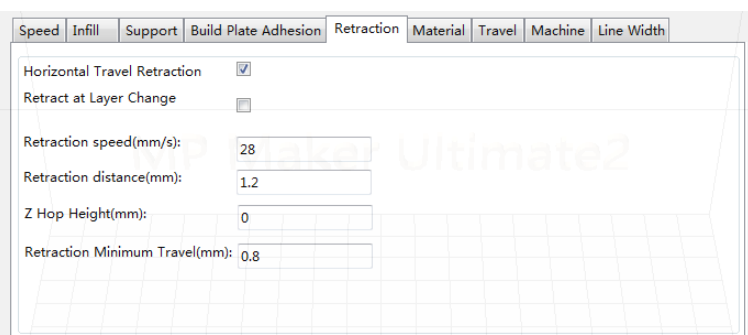 Speed Infill Support Build Plate Adhesion Retraction Material Travel Machine Line Width
Horizontal Travel Retraction
Retract at Layer Change
Retraction speed(mm/s): 28
Retraction distance(mm): 1.2
Z Hop Height(mm): 0
Retraction Minimum Travel(mm): 0.8
MP Maker Ultimate2